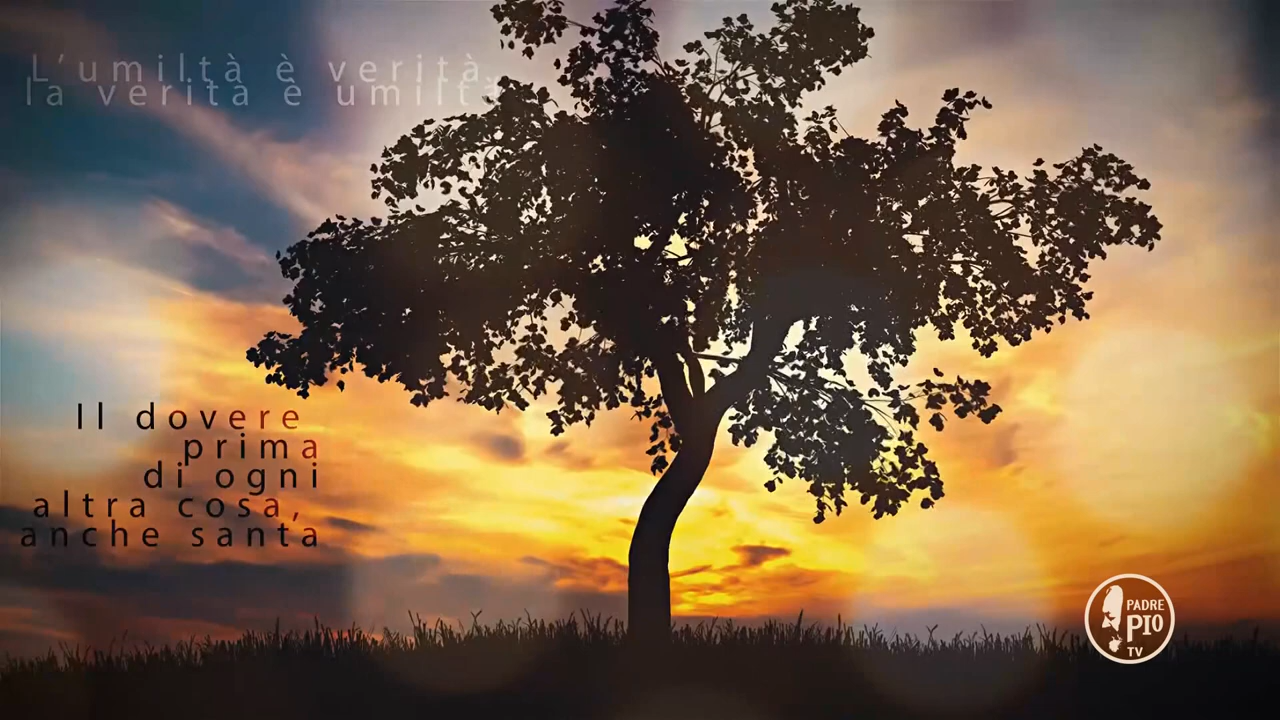 L'umiltà è verità,
la verità è umiltà
Il dovere
prima
di ogni
altra cosa,
anche santa
PADRE
PIO
TV